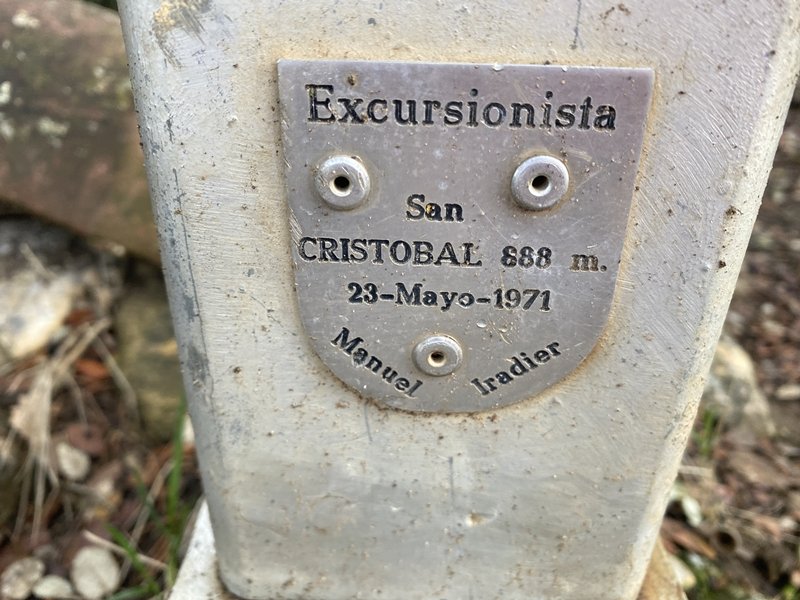 Excursionista
San
CRISTOBAL 888 m.
23-Mayo-1971
Manuel Iradier